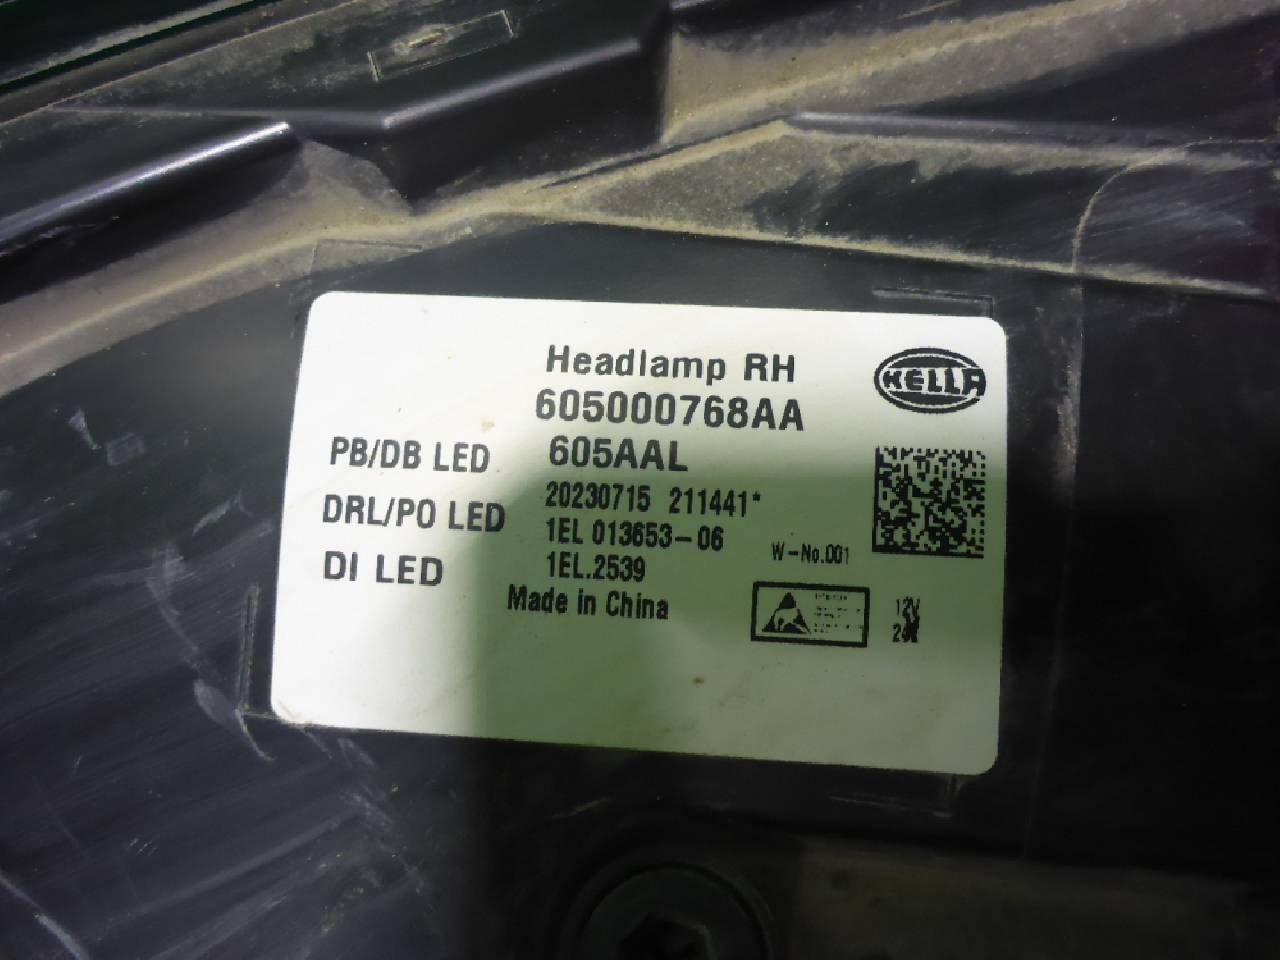 Headlamp RH
HELLA
605000768AA
PB/DB LED 605AAL
20230715 211441*
DRL/PO LED
1EL 013653-06
W-No.001
DI LED
1EL.2539
Made in China
12V